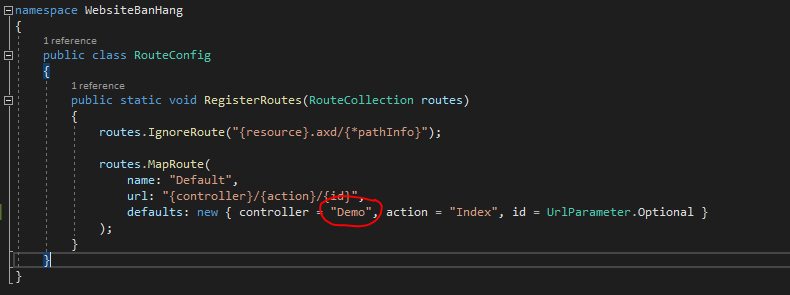 namespace WebsiteBanHang
{
1 reference
public class RouteConfig
{
1 reference
public static void RegisterRoutes(RouteCollection routes)
{
routes.IgnoreRoute("{resource}.axd/{*pathInfo}");
routes.MapRoute(
name: "Default",
url: "{controller}/{action}/{id}",
defaults: new { controller = "Demo", action = "Index", id = UrlParameter.Optional }
);
}
}
}